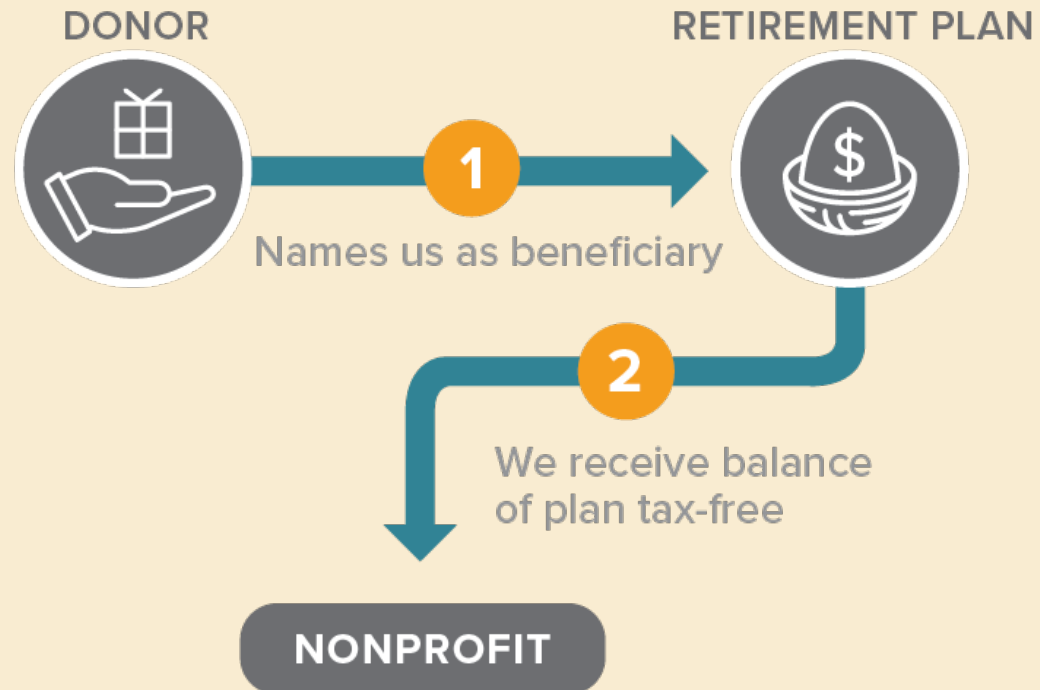 DONOR
RETIREMENT PLAN
1
$
Names us as beneficiary
2
We receive balance
of plan tax-free
NONPROFIT